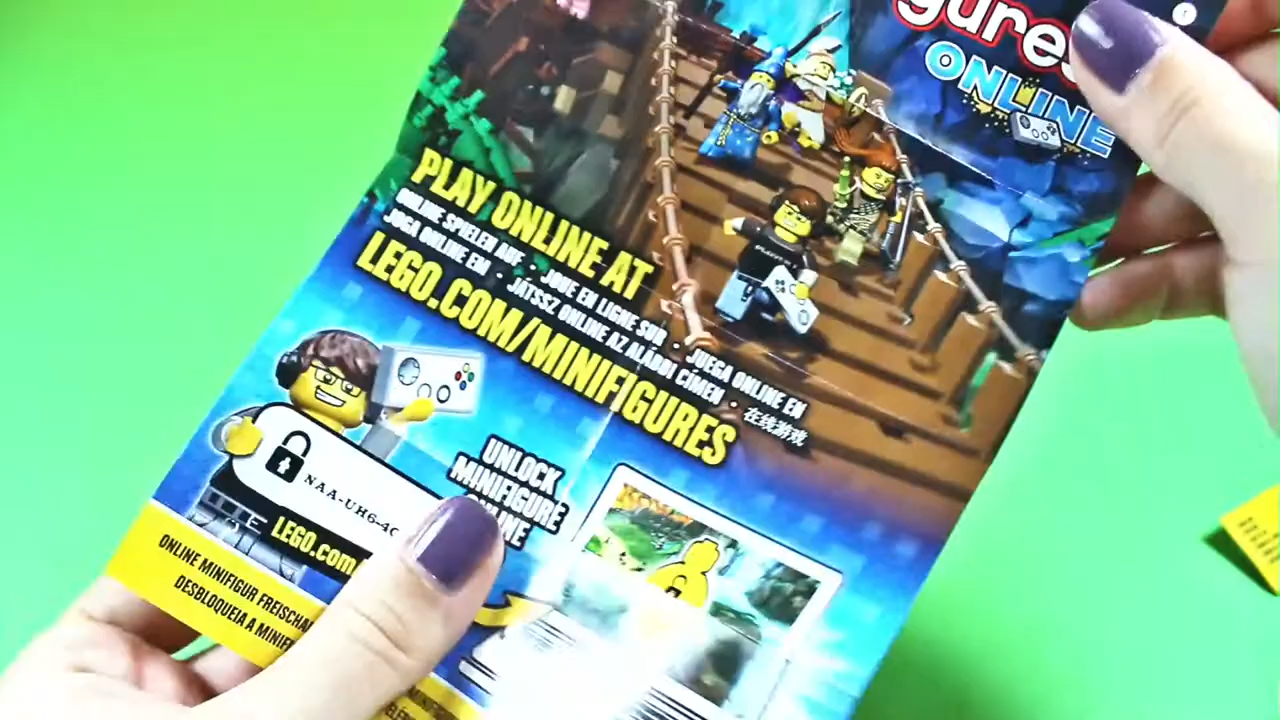 gures
ONLINE
PLAY ONLINE AT
ONLINE SPIELEN AUF · JOUE EN LIGNE SUR · JUEGA ONLINE EN
JOGA ONLINE EM · JÁTSSZ ONLINE AZ ALÁBBI CÍMEN · 在线游戏
LEGO.COM/MINIFIGURES
UNLOCK
MINIFIGURE
NAA-UH6-4
LEGO.com
ONLINE MINIFIGUR FREISCHA
DESBLOQUEIA A MINIF